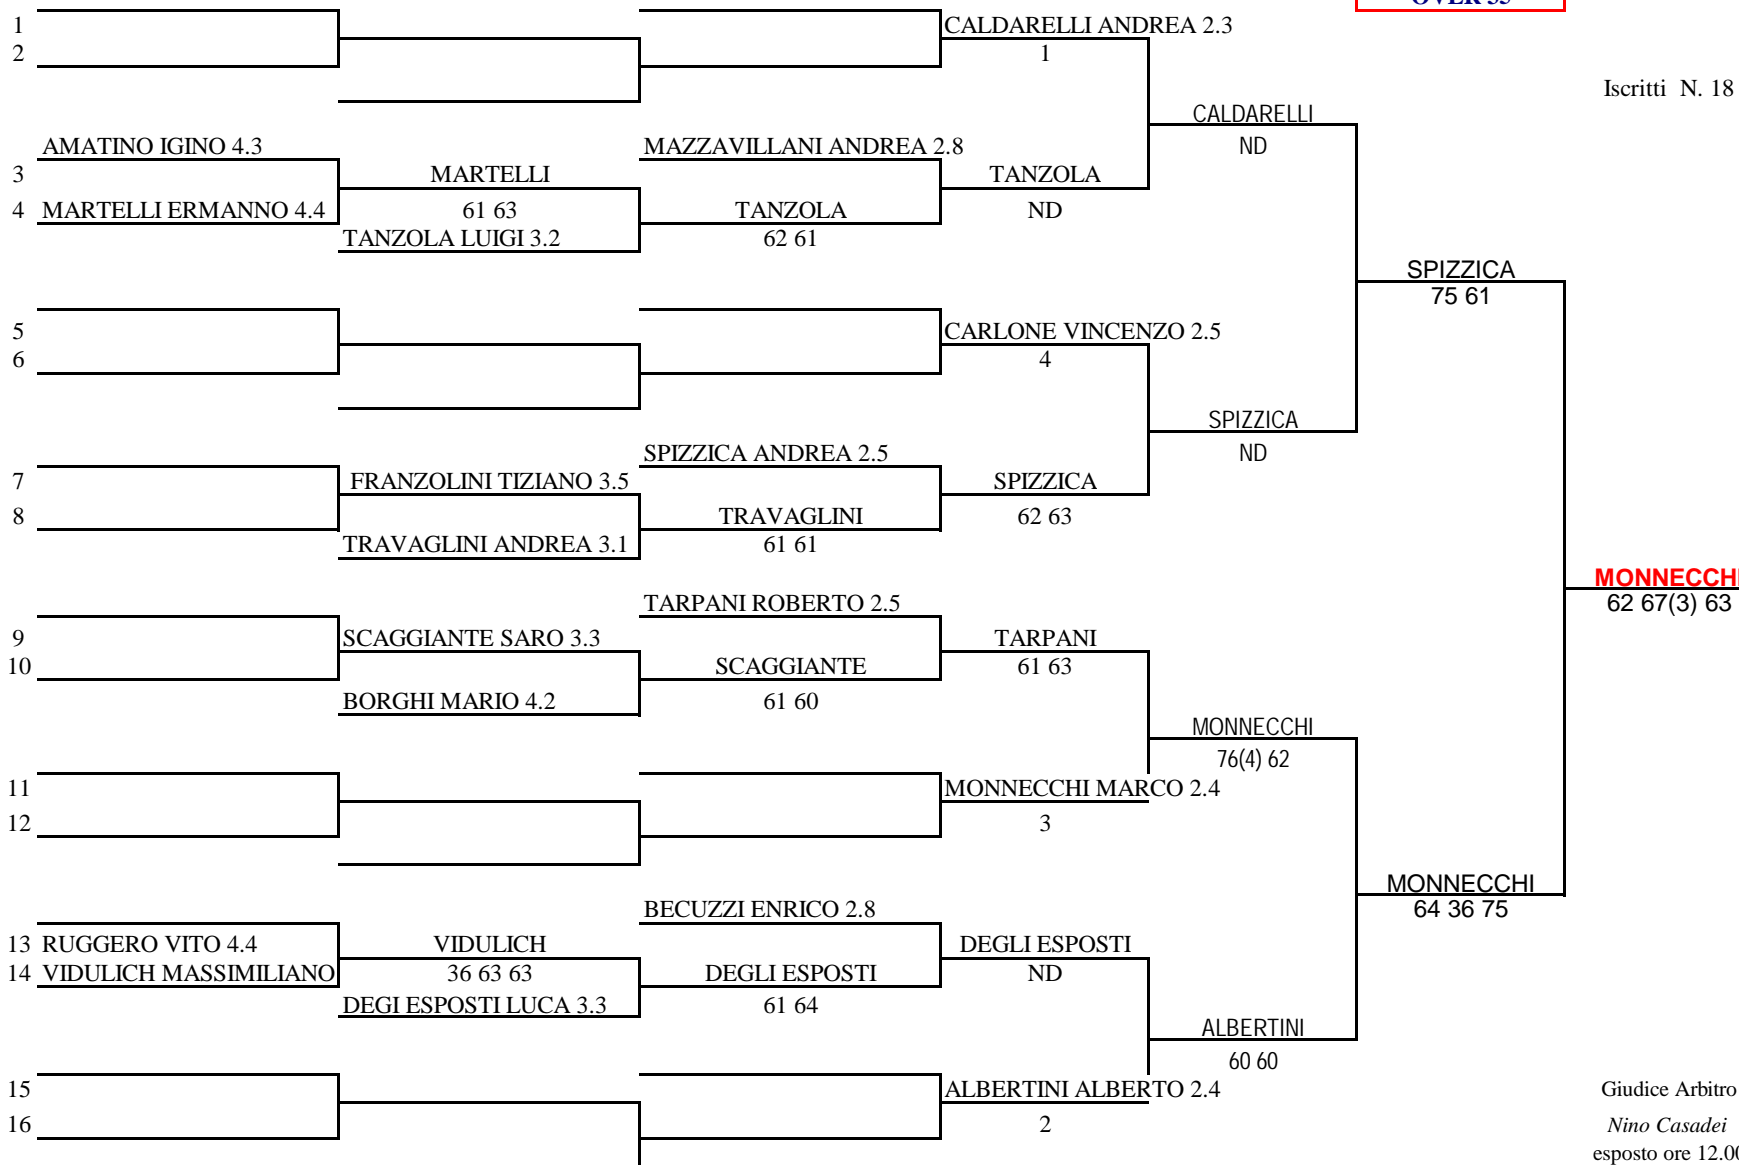 OVER 35
1
CALDARELLI ANDREA 2.3
2
1
Iscritti N. 18
CALDARELLI
ND
AMATINO IGINO 4.3
MAZZAVILLANI ANDREA 2.8
3
MARTELLI
TANZOLA
4 MARTELLI ERMANNO 4.4
61 63
TANZOLA
ND
TANZOLA LUIGI 3.2
62 61
SPIZZICA
75 61
5
CARLONE VINCENZO 2.5
6
4
SPIZZICA
ND
SPIZZICA ANDREA 2.5
7
FRANZOLINI TIZIANO 3.5
SPIZZICA
8
TRAVAGLINI
62 63
TRAVAGLINI ANDREA 3.1
61 61
MONNECCHI
62 67(3) 63
TARPANI ROBERTO 2.5
9
SCAGGIANTE SARO 3.3
TARPANI
10
SCAGGIANTE
61 63
BORGHI MARIO 4.2
61 60
MONNECCHI
76(4) 62
11
MONNECCHI MARCO 2.4
12
3
MONNECCHI
64 36 75
BECUZZI ENRICO 2.8
13 RUGGERO VITO 4.4
VIDULICH
DEGLI ESPOSTI
14 VIDULICH MASSIMILIANO
36 63 63
DEGLI ESPOSTI
ND
DEGI ESPOSTI LUCA 3.3
61 64
ALBERTINI
60 60
15
ALBERTINI ALBERTO 2.4
Giudice Arbitro
16
2
Nino Casadei
esposto ore 12.00